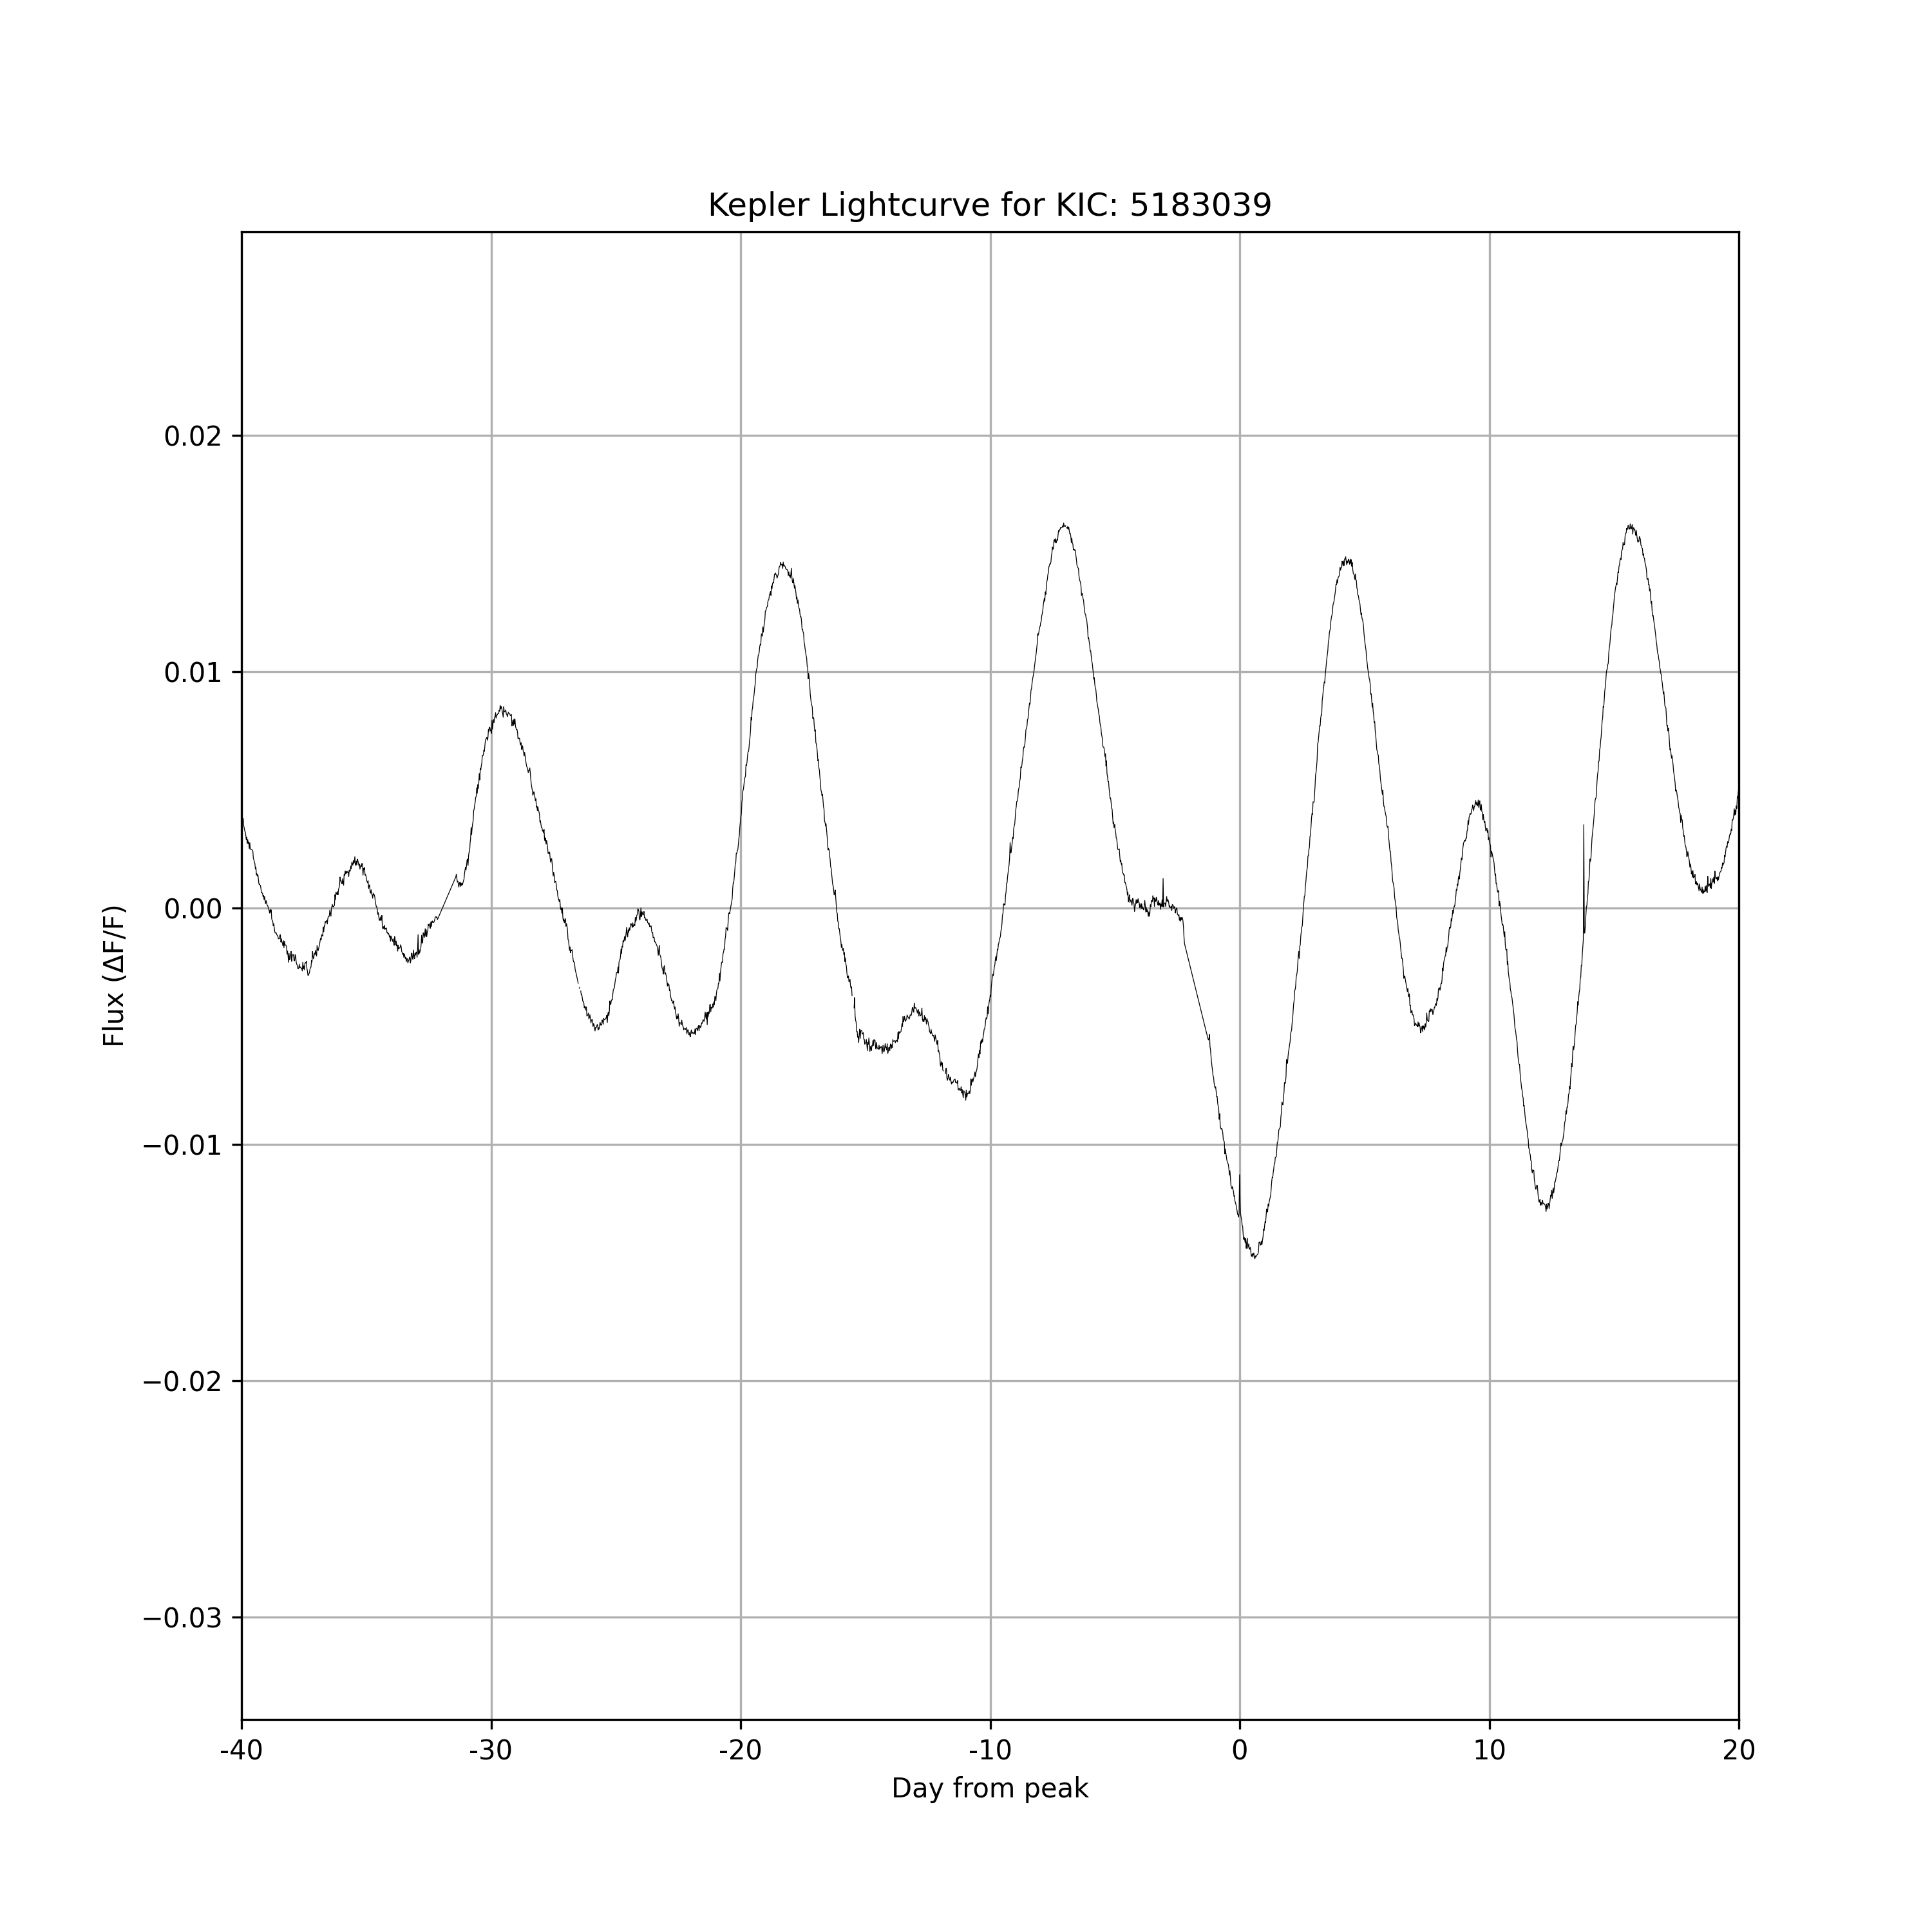 Kepler Lightcurve for KIC: 5183039
Flux (ΔF/F)
0.02
0.01
0.00
−0.01
−0.02
−0.03
-40 -30 -20 -10 0 10 20
Day from peak